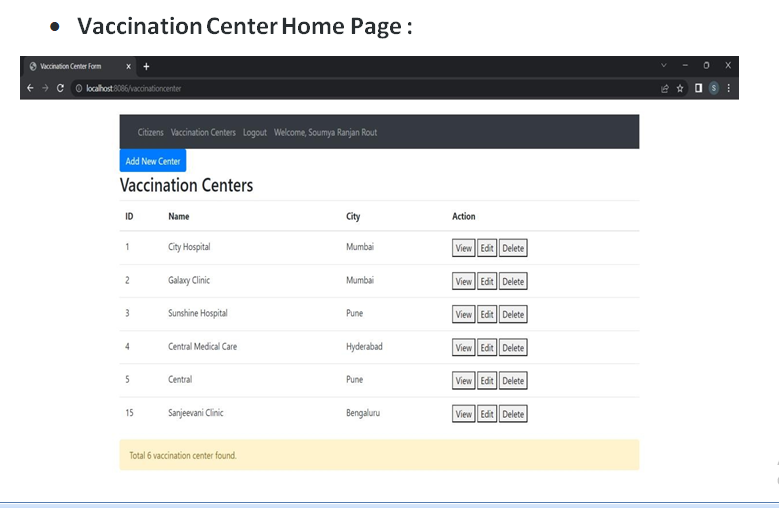 • Vaccination Center Home Page :
Vaccination Center Form
localhost:8086/vaccinationcenter
S
Citizens Vaccination Centers Logout Welcome, Soumya Ranjan Rout
Add New Center
Vaccination Centers
ID Name City Action
1 City Hospital Mumbai View Edit Delete
2 Galaxy Clinic Mumbai View Edit Delete
3 Sunshine Hospital Pune View Edit Delete
4 Central Medical Care Hyderabad View Edit Delete
5 Central Pune View Edit Delete
15 Sanjeevani Clinic Bengaluru View Edit Delete
Total 6 vaccination center found.